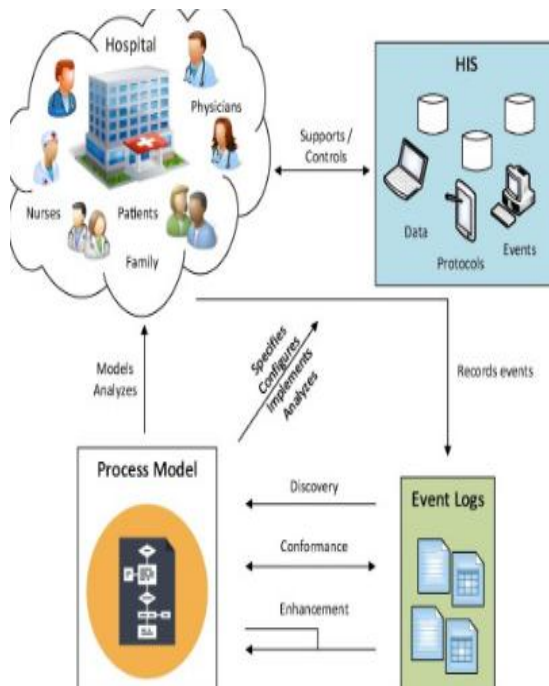 Hospital
Physicians
Nurses
Patients
Family
Supports /
Controls
HIS
Data
Protocols
Events
Models
Analyzes
Specifies
Configures
Implements
Analyzes
Records events
Process Model
Discovery
Conformance
Enhancement
Event Logs